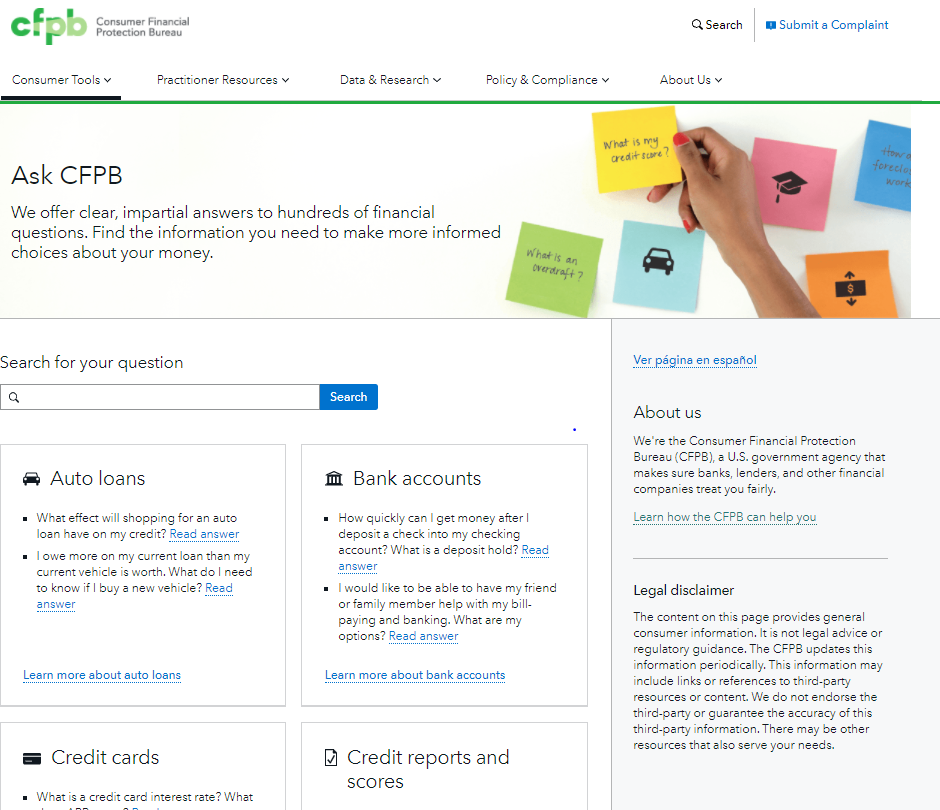 cfpb Consumer Financial
Protection Bureau
Search
Submit a Complaint
Consumer Tools
Practitioner Resources
Data & Research
Policy & Compliance
About Us
Ask CFPB
We offer clear, impartial answers to hundreds of financial
questions. Find the information you need to make more informed
choices about your money.
What is my
credit score?
What is an
overdraft?
$
Search for your question
Search
Auto loans
What effect will shopping for an auto
loan have on my credit? Read answer
I owe more on my current loan than my
current vehicle is worth. What do I need
to know if I buy a new vehicle? Read
answer
Learn more about auto loans
Bank accounts
How quickly can I get money after I
deposit a check into my checking
account? What is a deposit hold? Read
answer
I would like to be able to have my friend
or family member help with my bill-
paying and banking. What are my
options? Read answer
Learn more about bank accounts
Credit cards
What is a credit card interest rate? What
Credit reports and
scores
Ver página en español
About us
We're the Consumer Financial Protection
Bureau (CFPB), a U.S. government agency that
makes sure banks, lenders, and other financial
companies treat you fairly.
Learn how the CFPB can help you
Legal disclaimer
The content on this page provides general
consumer information. It is not legal advice or
regulatory guidance. The CFPB updates this
information periodically. This information may
include links or references to third-party
resources or content. We do not endorse the
third-party or guarantee the accuracy of this
third-party information. There may be other
resources that also serve your needs.